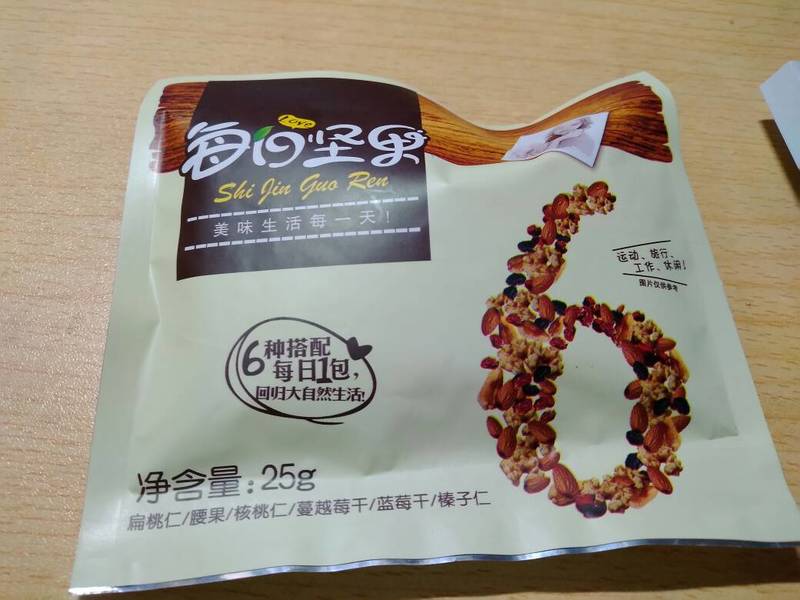 Love
每日坚果
Shi Jin Guo Ren
美味生活每一天！
运动、旅行、
工作、休闲！
图片仅供参考
6种搭配
每日1包，
回归大自然生活！
净含量：25g
扁桃仁/腰果/核桃仁/蔓越莓干/蓝莓干/榛子仁